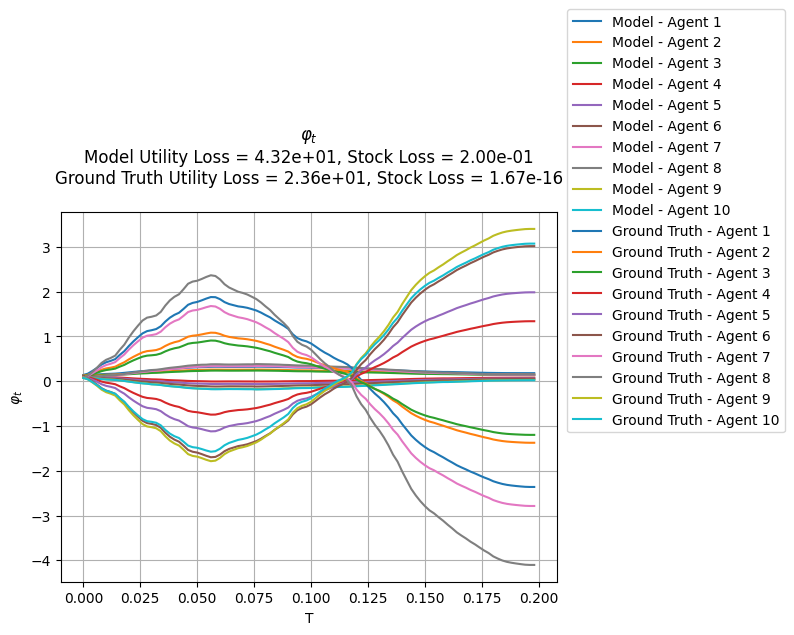 φt
Model Utility Loss = 4.32e+01, Stock Loss = 2.00e-01
Ground Truth Utility Loss = 2.36e+01, Stock Loss = 1.67e-16
Model - Agent 1
Model - Agent 2
Model - Agent 3
Model - Agent 4
Model - Agent 5
Model - Agent 6
Model - Agent 7
Model - Agent 8
Model - Agent 9
Model - Agent 10
Ground Truth - Agent 1
Ground Truth - Agent 2
Ground Truth - Agent 3
Ground Truth - Agent 4
Ground Truth - Agent 5
Ground Truth - Agent 6
Ground Truth - Agent 7
Ground Truth - Agent 8
Ground Truth - Agent 9
Ground Truth - Agent 10
φt
3
2
1
0
−1
−2
−3
−4
0.000 0.025 0.050 0.075 0.100 0.125 0.150 0.175 0.200
T